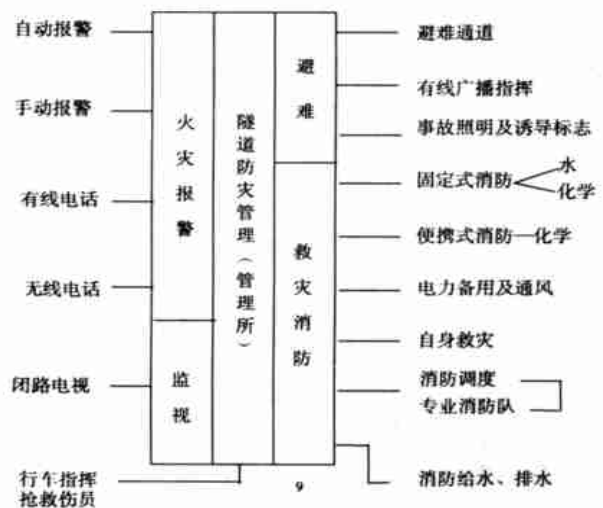 自动报警
手动报警
有线电话
无线电话
闭路电视
行车指挥
抢救伤员
火灾报警
监视
隧道防灾管理（管理所）
避难
救灾消防
避难通道
有线广播指挥
事故照明及诱导标志
固定式消防
水
化学
便携式消防—化学
电力备用及通风
自身救灾
消防调度
专业消防队
消防给水、排水
9